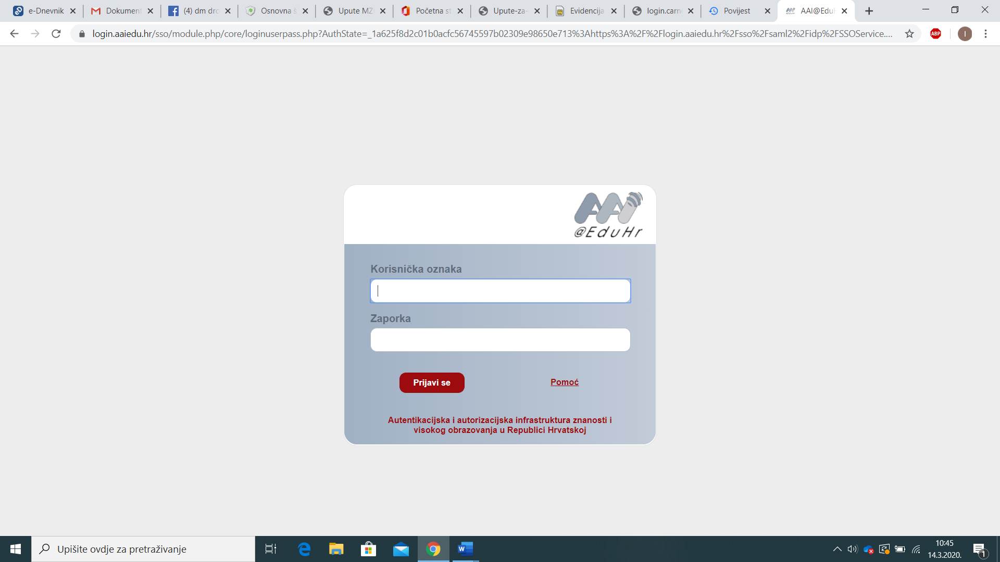 e-Dnevnik
Dokument
(4) dm dro
Osnovna š
Upute MZ
Početna st
Upute-za-
Evidencija
login.carn
Povijest
AAI@EduH
login.aaiedu.hr/sso/module.php/core/loginuserpass.php?AuthState=_1a625f8d2c01b0acfc56745597b02309e98650e713%3Ahttps%3A%2F%2Flogin.aaiedu.hr%2Fsso%2Fsaml2%2Fidp%2FSSOService....
ABP
I
AAI
@EduHr
Korisnička oznaka
Zaporka
Prijavi se
Pomoć
Autentikacijska i autorizacijska infrastruktura znanosti i
visokog obrazovanja u Republici Hrvatskoj
Upišite ovdje za pretraživanje
W
10:45
14.3.2020.
1